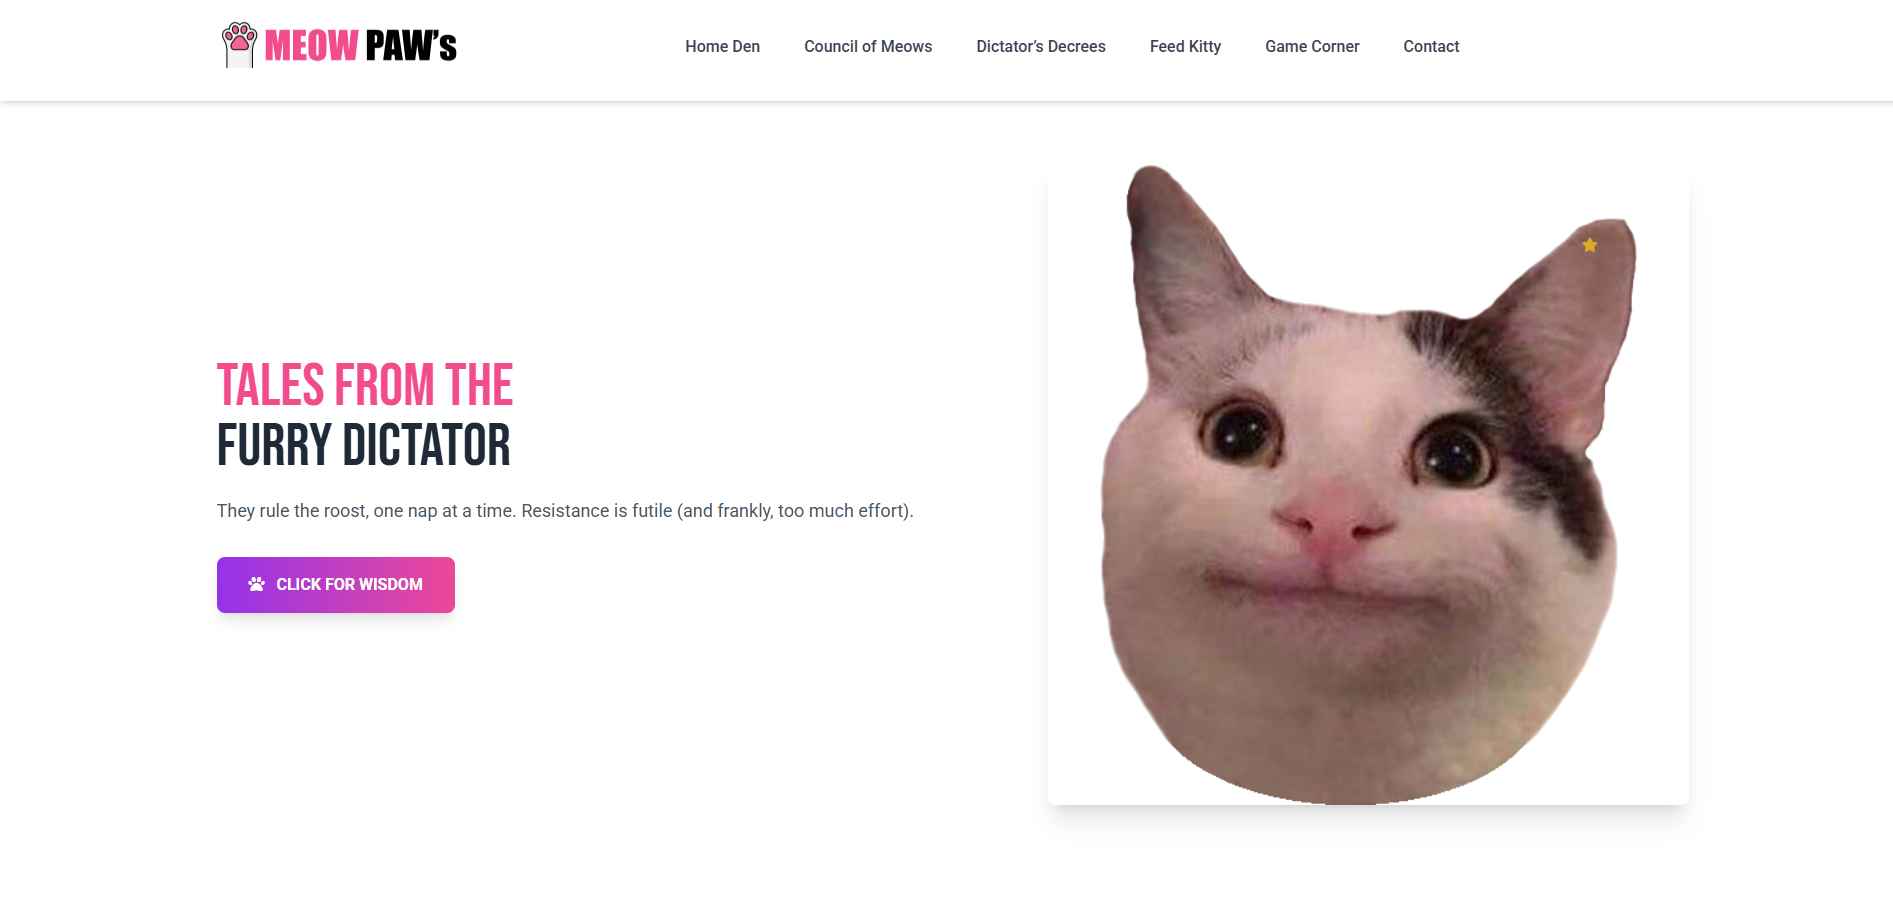 MEOW PAW's
Home Den
Council of Meows
Dictator’s Decrees
Feed Kitty
Game Corner
Contact
TALES FROM THE
FURRY DICTATOR
They rule the roost, one nap at a time. Resistance is futile (and frankly, too much effort).
CLICK FOR WISDOM